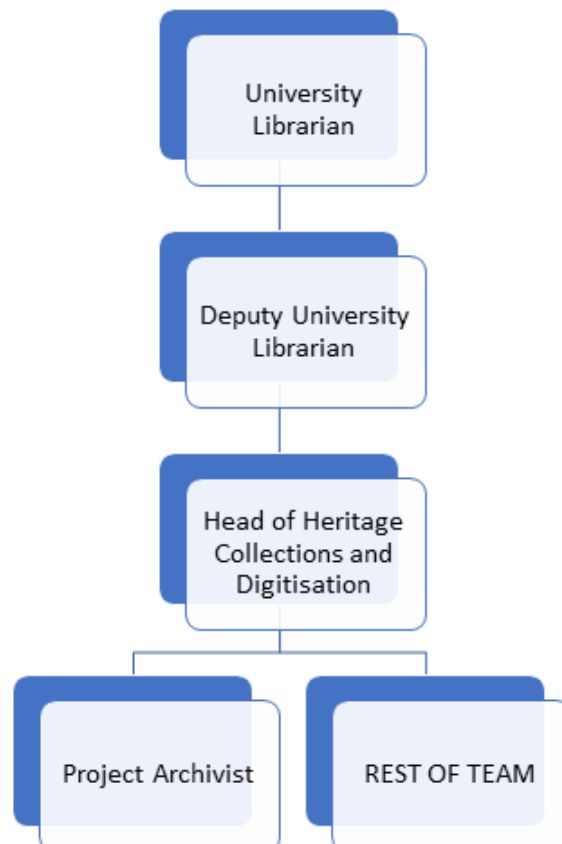 University
Librarian
Deputy University
Librarian
Head of Heritage
Collections and
Digitisation
Project Archivist
REST OF TEAM